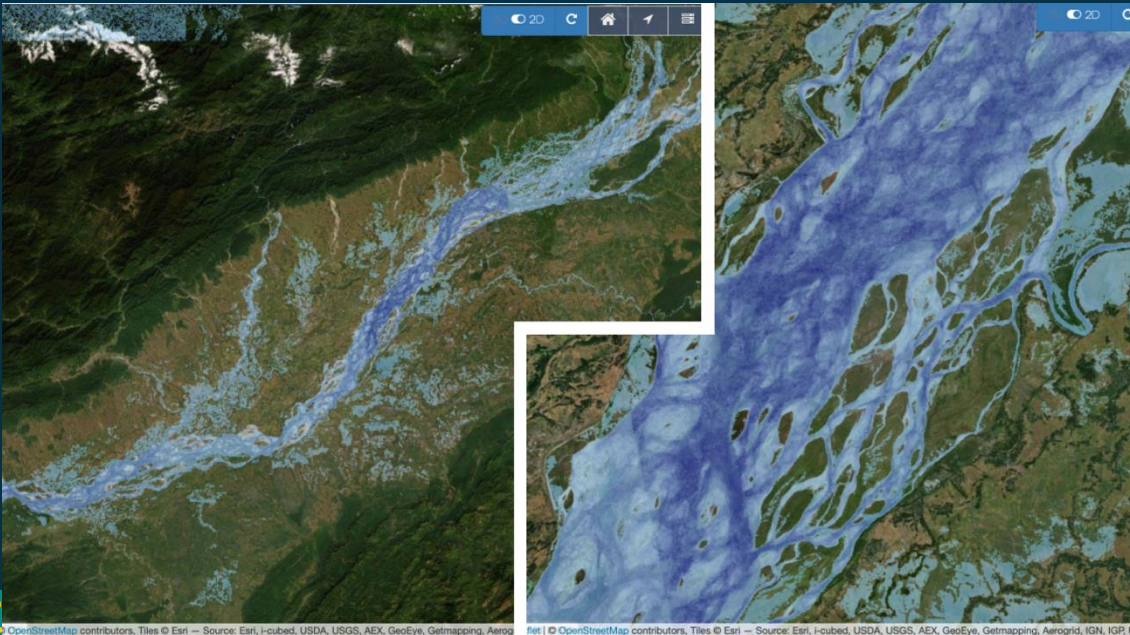 2D
2D
© OpenStreetMap contributors, Tiles © Esri — Source: Esri, i-cubed, USDA, USGS, AEX, GeoEye, Getmapping, Aerog
flet | © OpenStreetMap contributors, Tiles © Esri — Source: Esri, i-cubed, USDA, USGS, AEX, GeoEye, Getmapping, Aerogrid, IGN, IGP,